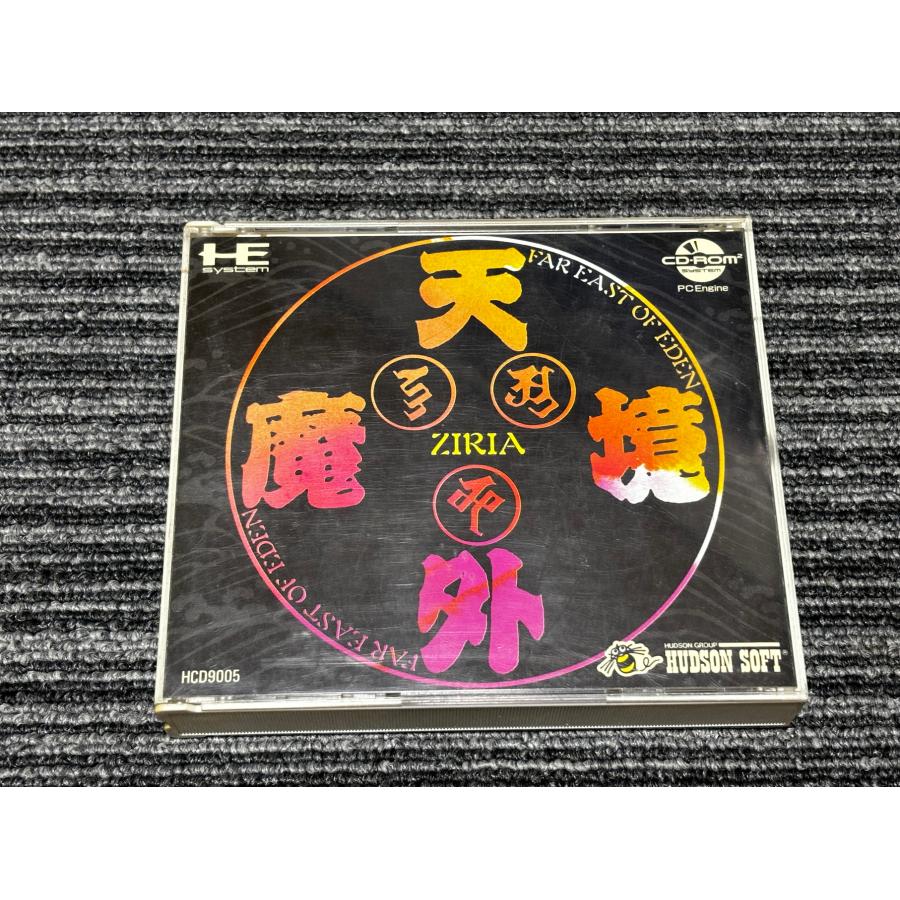 HE
system
CD-ROM²
SYSTEM
PC Engine
天
外
魔
境
ZIRIA
FAR EAST OF EDEN
FAR EAST OF EDEN
HCD9005
HUDSON GROUP
HUDSON SOFT®